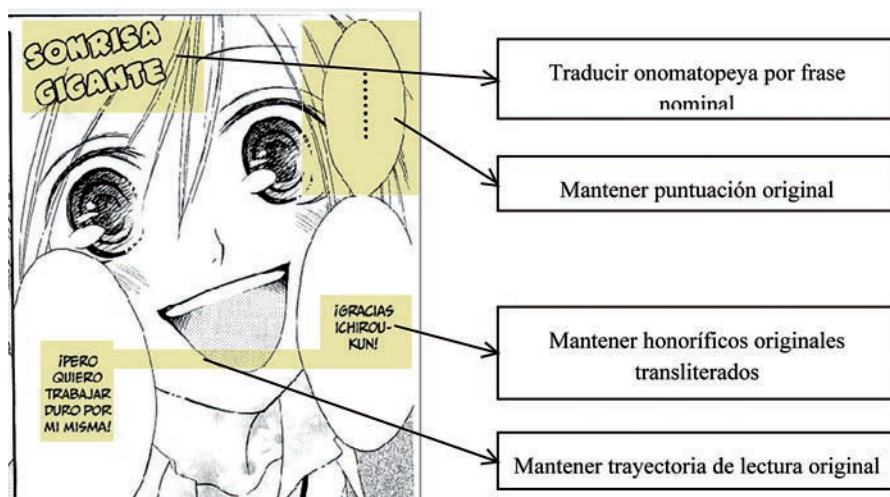 SONRISA
GIGANTE
.........
¡GRACIAS
ICHIROU-
KUN!
¡PERO
QUIERO
TRABAJAR
DURO POR
MI MISMA!
Traducir onomatopeya por frase
nominal
Mantener puntuación original
Mantener honoríficos originales
transliterados
Mantener trayectoria de lectura original